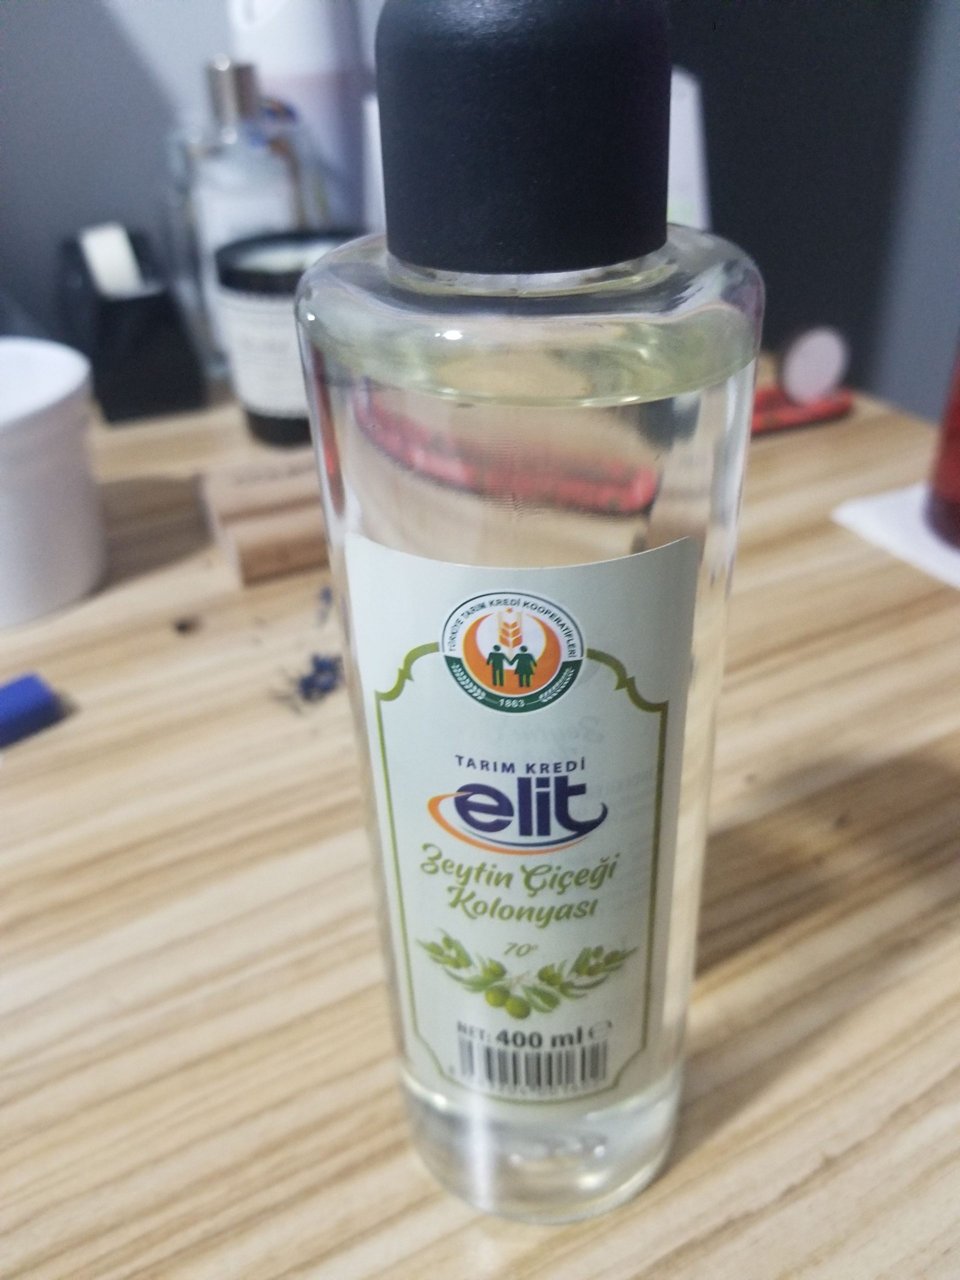 TÜRKİYE TARIM KREDİ KOOPERATİFLERİ
1863
TARIM KREDİ
elit
Zeytin Çiçeği
Kolonyası
70°
NET: 400 ml ℮